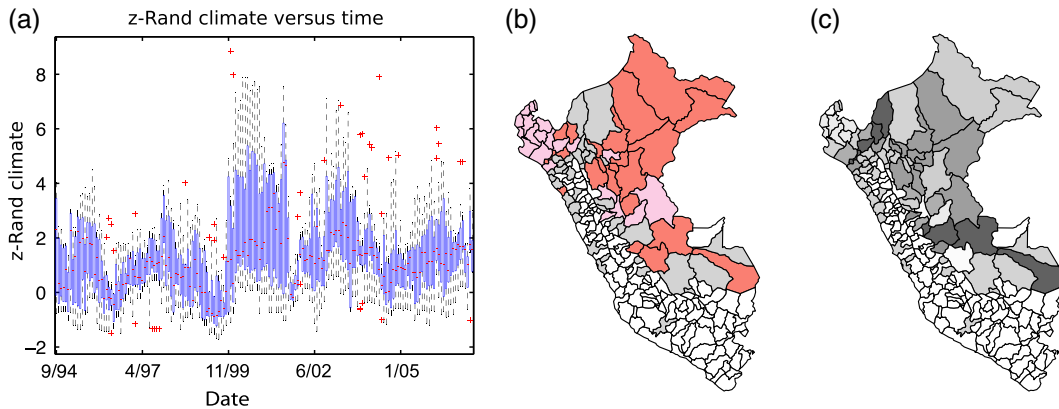 (a)
z-Rand climate versus time
(b)
(c)
z-Rand climate
8
6
4
2
0
−2
9/94
4/97
11/99
6/02
1/05
Date